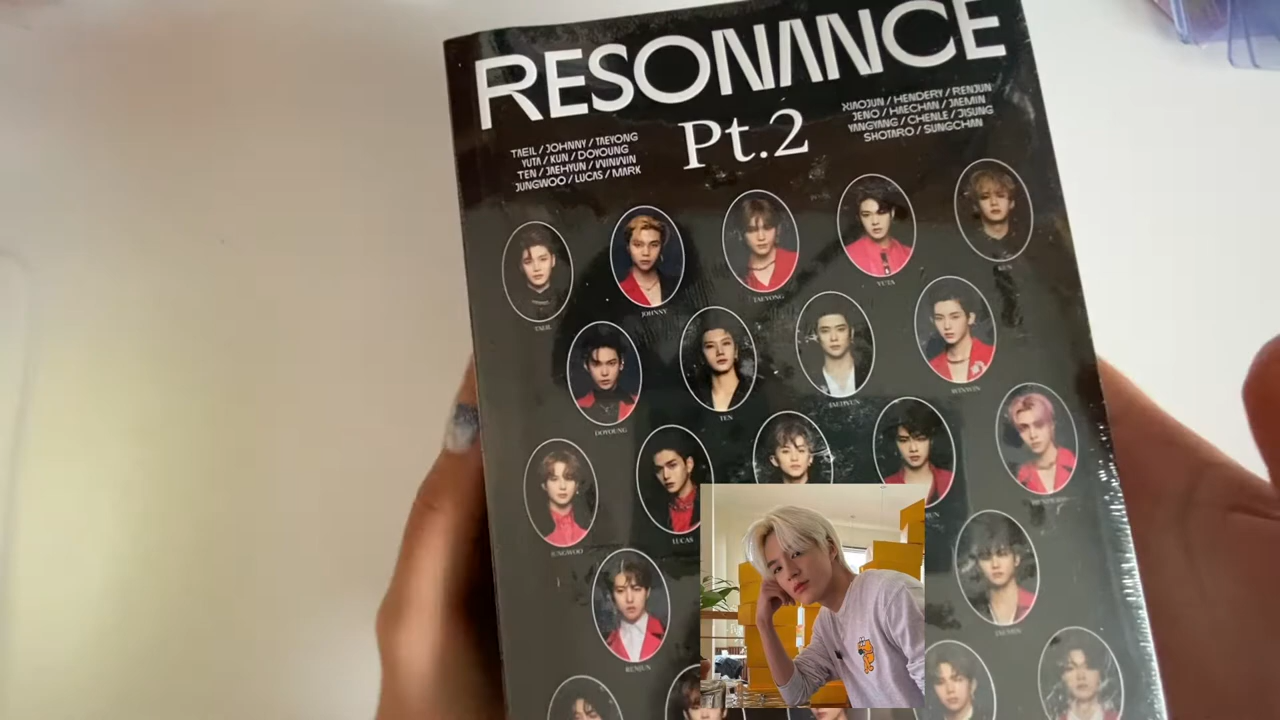 RESONANCE
Pt.2
TAEIL / JOHNNY / TAEYONG
YUTA / KUN / DOYOUNG
TEN / JAEHYUN / WINWIN
JUNGWOO / LUCAS / MARK
XIAOJUN / HENDERY / RENJUN
JENO / HAECHAN / JAEMIN
YANGYANG / CHENLE / JISUNG
SHOTARO / SUNGCHAN
TAEIL
JOHNNY
TAEYONG
YUTA
KUN
DOYOUNG
TEN
JAEHYUN
WINWIN
JUNGWOO
LUCAS
HENDERY
RENJUN
JAEMIN